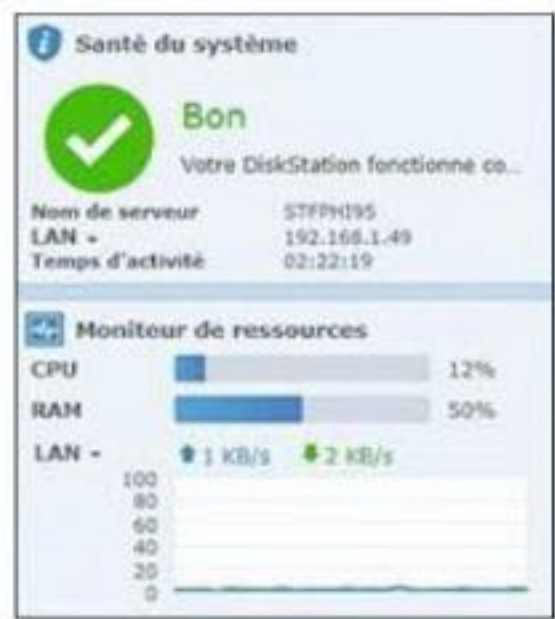 Santé du système
Bon
Votre DiskStation fonctionne co...
Nom de serveur STFPHI95
LAN 192.168.1.49
Temps d'activité 02:22:19
Moniteur de ressources
CPU 12%
RAM 50%
LAN 1 KB/s 2 KB/s
100
80
60
40
20
0